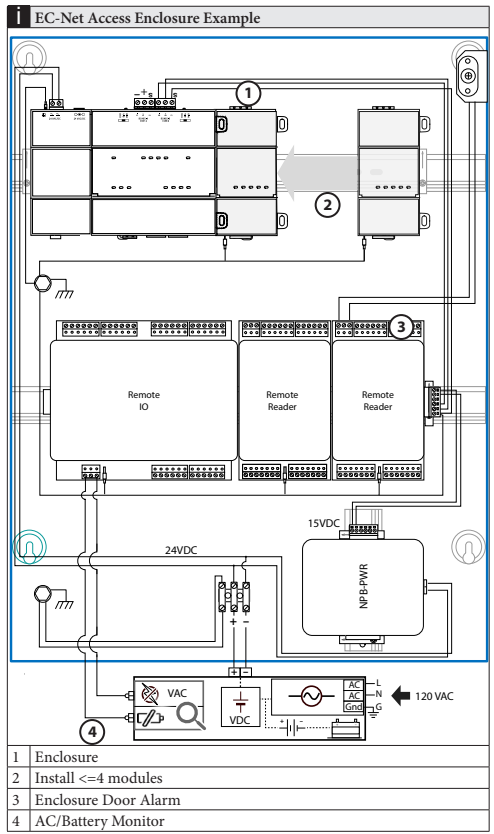 i EC-Net Access Enclosure Example
1
- + s s
2
3
Remote
IO
Remote
Reader
Remote
Reader
15VDC
24VDC
NPB-PWR
+ -
+ -
VAC
VDC
AC L
AC N
Gnd G
120 VAC
+ -
4
1 Enclosure
2 Install <=4 modules
3 Enclosure Door Alarm
4 AC/Battery Monitor